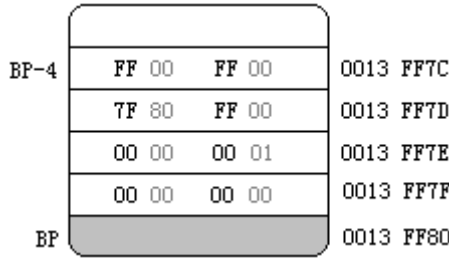 BP-4 FF 00 FF 00 0013 FF7C
7F 80 FF 00 0013 FF7D
00 00 00 01 0013 FF7E
00 00 00 00 0013 FF7F
BP 0013 FF80